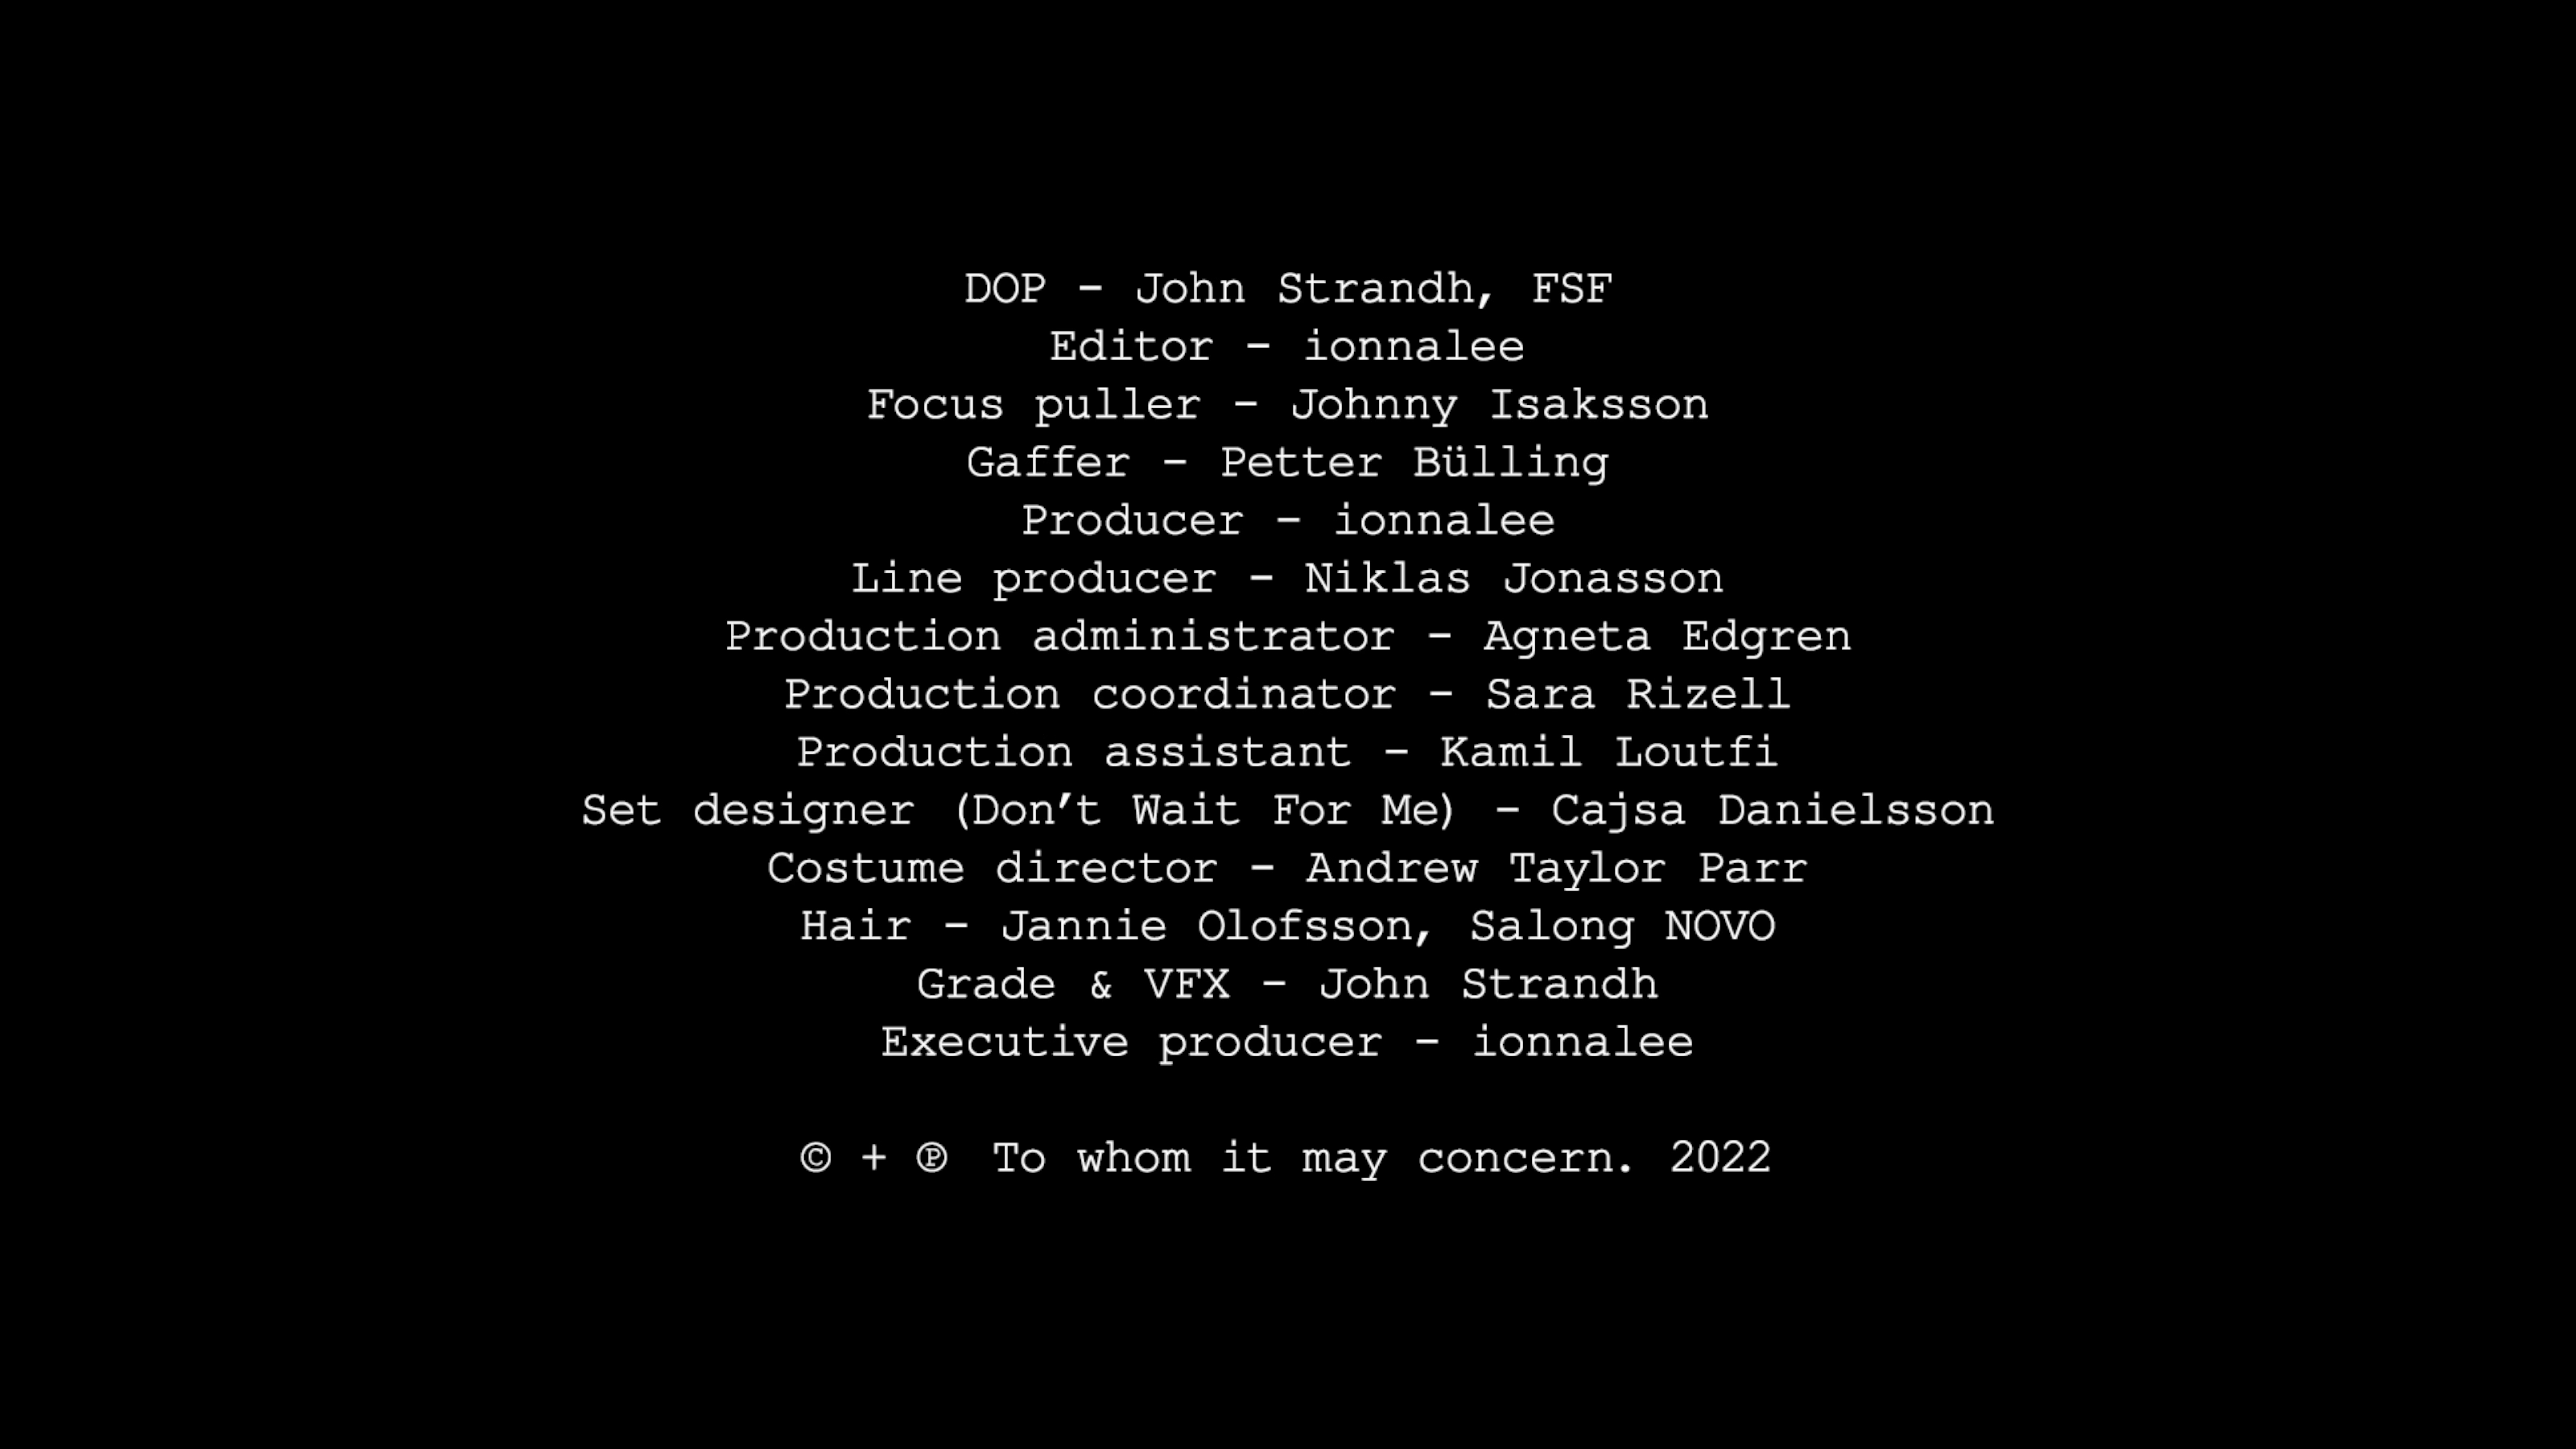 DOP - John Strandh, FSF
Editor - ionnalee
Focus puller - Johnny Isaksson
Gaffer - Petter Bülling
Producer - ionnalee
Line producer - Niklas Jonasson
Production administrator - Agneta Edgren
Production coordinator - Sara Rizell
Production assistant - Kamil Loutfi
Set designer (Don’t Wait For Me) - Cajsa Danielsson
Costume director - Andrew Taylor Parr
Hair - Jannie Olofsson, Salong NOVO
Grade & VFX - John Strandh
Executive producer - ionnalee
© + ℗ To whom it may concern. 2022